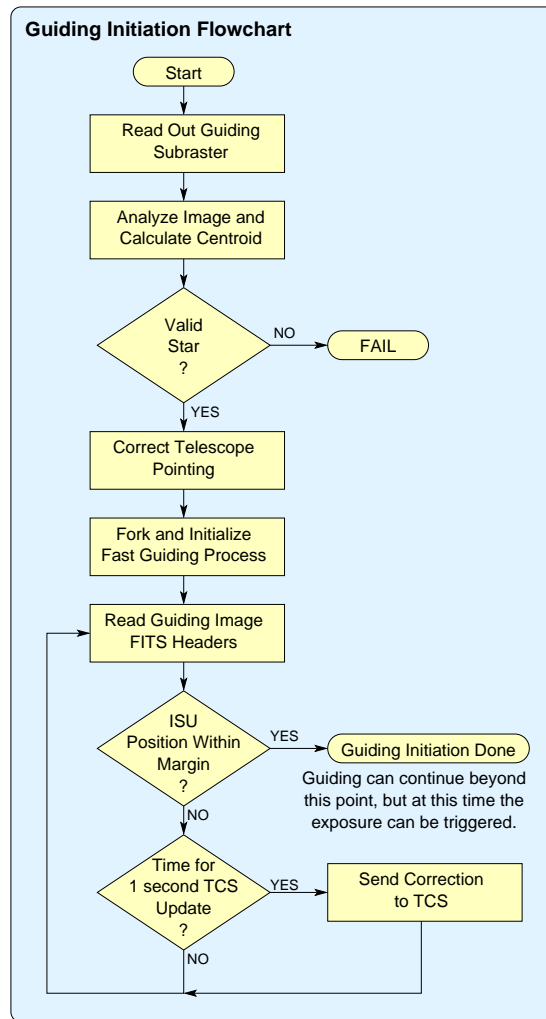 Guiding Initiation Flowchart
Start
Read Out Guiding
Subraster
Analyze Image and
Calculate Centroid
Valid
Star
?
NO
FAIL
YES
Correct Telescope
Pointing
Fork and Initialize
Fast Guiding Process
Read Guiding Image
FITS Headers
ISU
Position Within
Margin
?
YES
Guiding Initiation Done
Guiding can continue beyond
this point, but at this time the
exposure can be triggered.
NO
Time for
1 second TCS
Update
?
YES
Send Correction
to TCS
NO